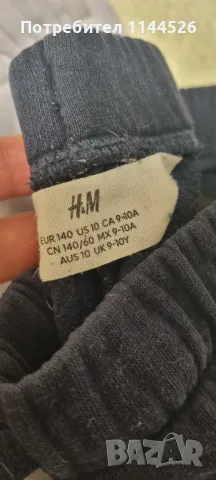 Потребител 1144526
H&M
EUR 140 US 10 CA 9-10A
CN 140/60 MX 9-10A
AUS 10 UK 9-10Y
БАЗАР